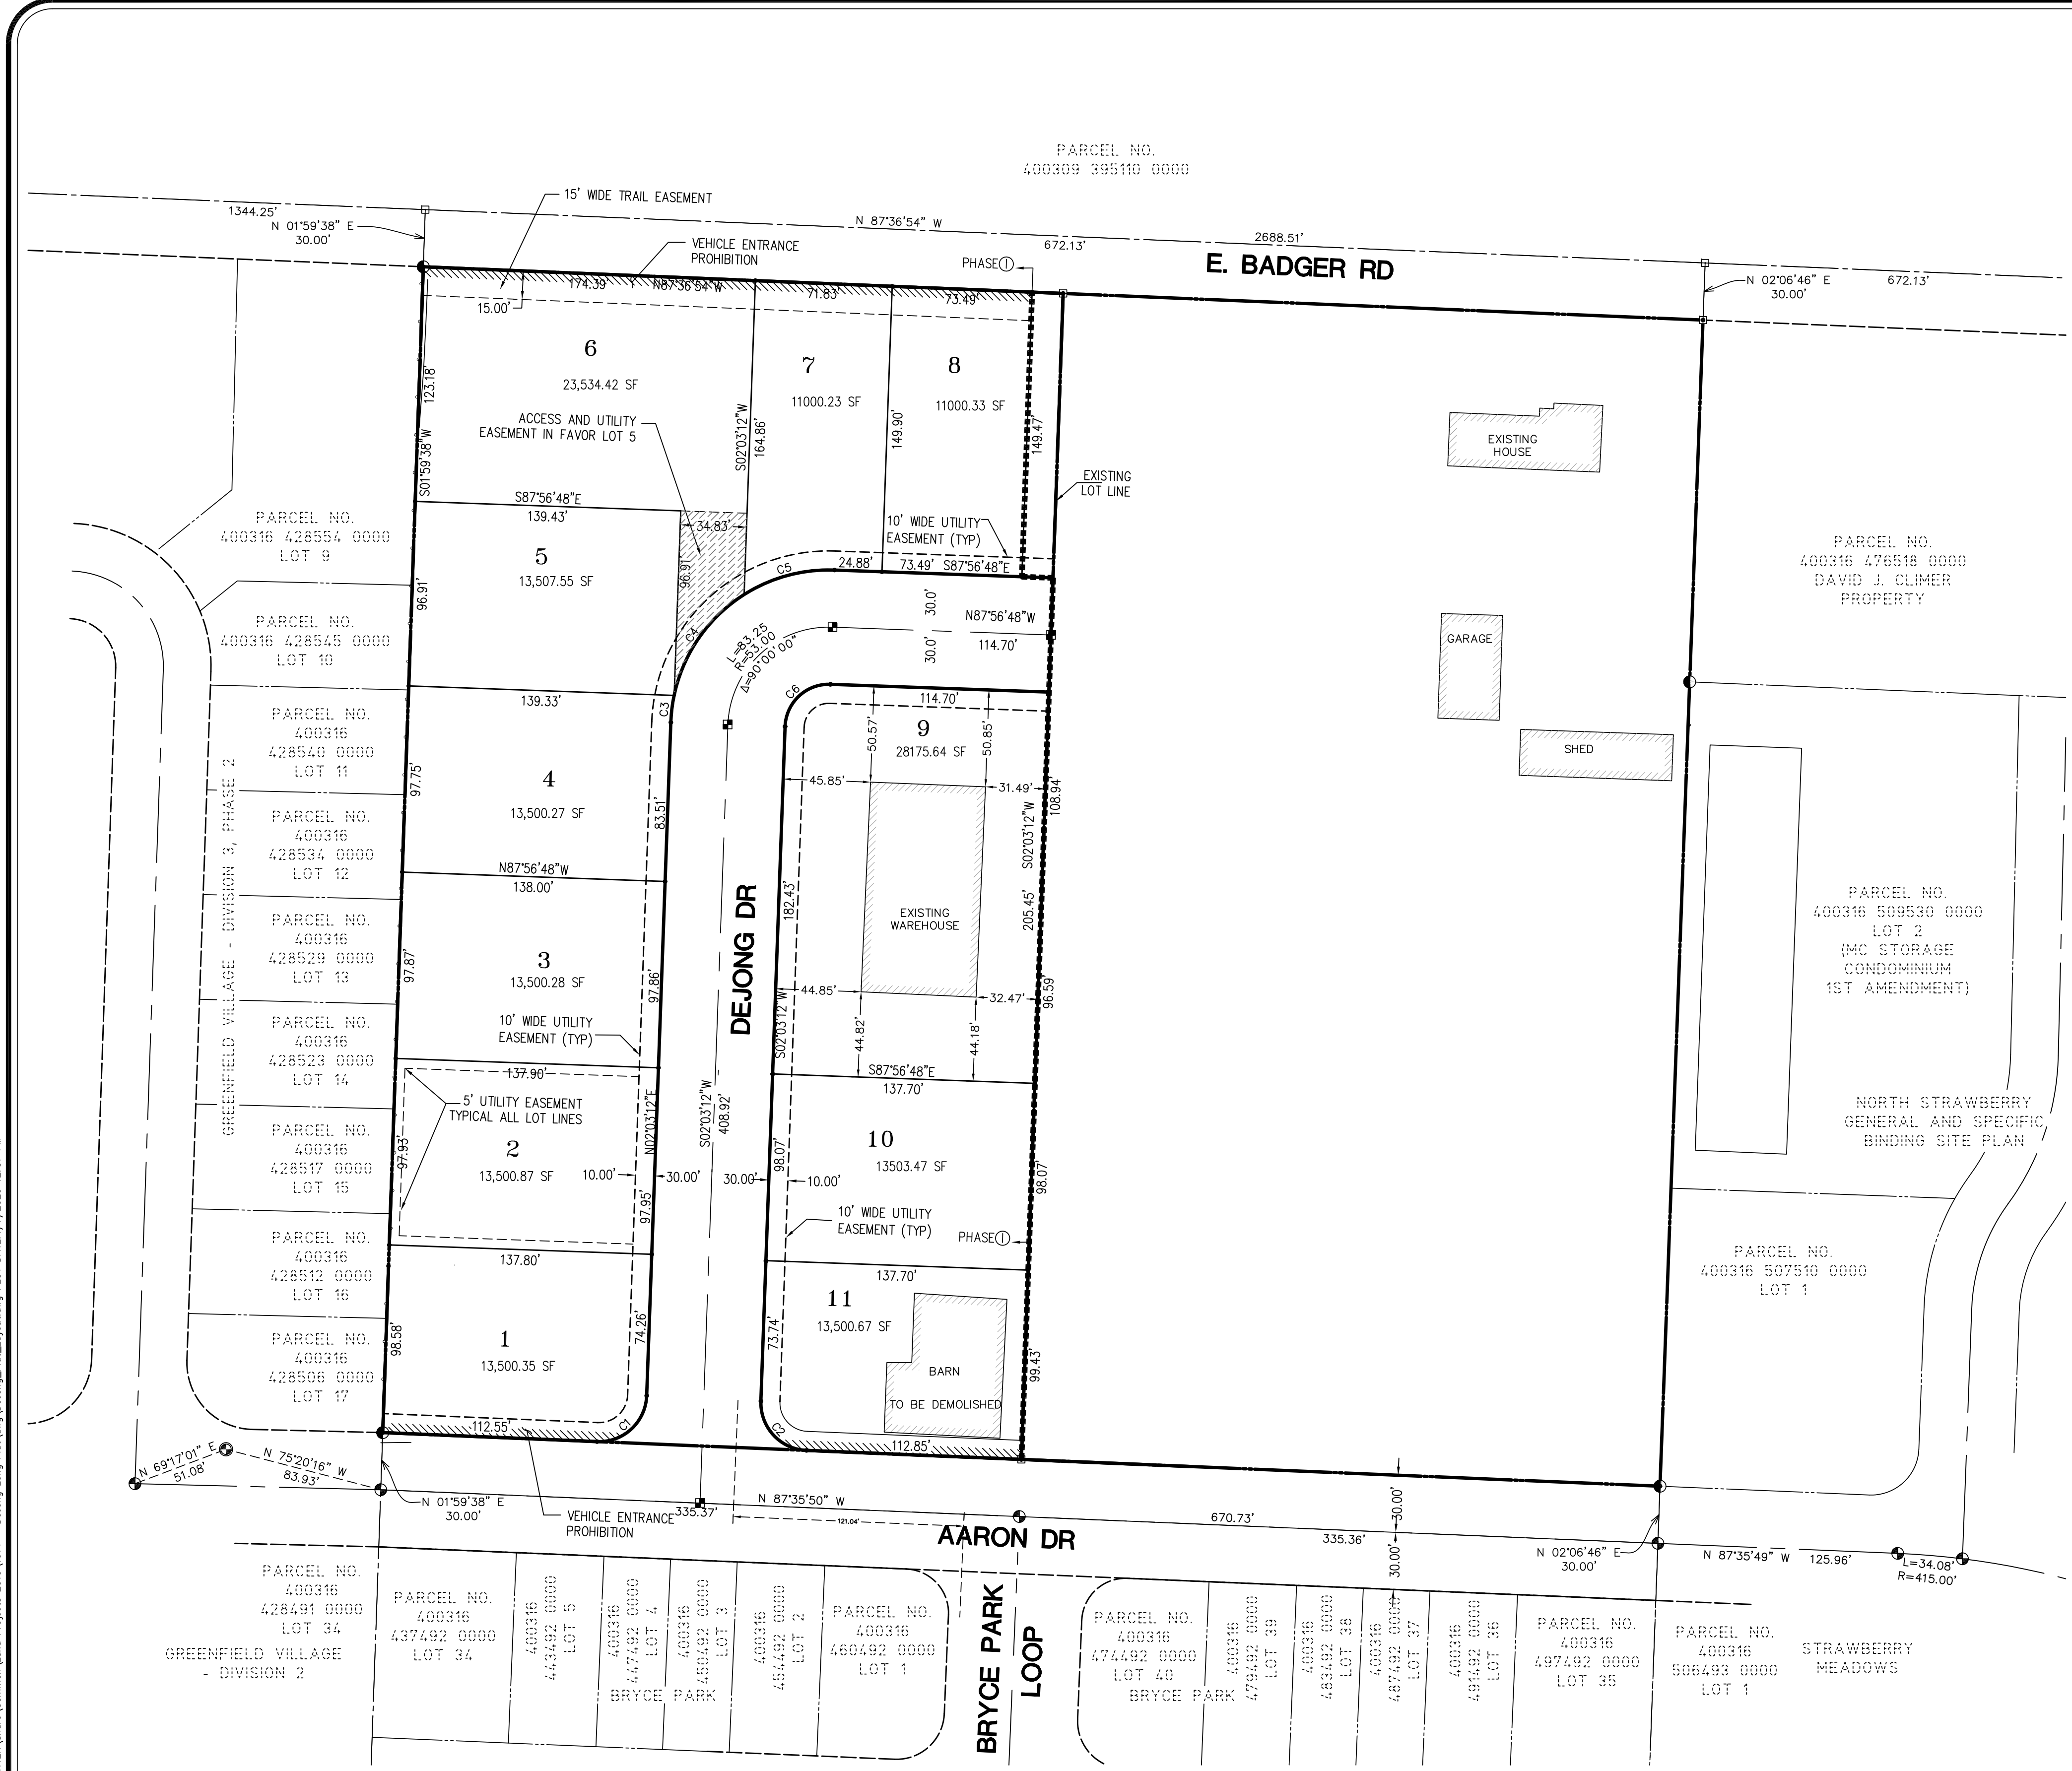 PARCEL NO.
400309 395110 0000
15' WIDE TRAIL EASEMENT
1344.25'
N 01°59'38" E
30.00'
N 87°36'54" W
2688.51'
672.13'
VEHICLE ENTRANCE
PROHIBITION
PHASE 1
E. BADGER RD
N 02°06'46" E
30.00'
672.13'
174.39'
N87°36'54"W
71.83'
73.49'
15.00'
6
23,534.42 SF
7
11000.23 SF
8
11000.33 SF
123.18'
S01°59'38"W
ACCESS AND UTILITY
EASEMENT IN FAVOR LOT 5
S02°03'12"W
164.86'
149.90'
149.47'
EXISTING
LOT LINE
EXISTING
HOUSE
S87°56'48"E
139.43'
34.83'
10' WIDE UTILITY
EASEMENT (TYP)
PARCEL NO.
400316 428554 0000
LOT 9
5
13,507.55 SF
96.91'
96.91'
C5
24.88'
73.49'
S87°56'48"E
PARCEL NO.
400316 476518 0000
DAVID J. CLIMER
PROPERTY
PARCEL NO.
400316 428545 0000
LOT 10
C4
L=83.25
R=53.00
Δ=90°00'00"
30.0'
30.0'
N87°56'48"W
114.70'
GARAGE
139.33'
C3
C6
114.70'
PARCEL NO.
400316
428540 0000
LOT 11
9
28175.64 SF
50.57'
50.85'
SHED
4
13,500.27 SF
97.75'
83.51'
45.85'
31.49'
108.94'
S02°03'12"W
205.45'
GREENFIELD VILLAGE - DIVISION 3, PHASE 2
PARCEL NO.
400316
428534 0000
LOT 12
N87°56'48"W
138.00'
DEJONG DR
182.43'
EXISTING
WAREHOUSE
PARCEL NO.
400316 509530 0000
LOT 2
(MC STORAGE
CONDOMINIUM
1ST AMENDMENT)
PARCEL NO.
400316
428529 0000
LOT 13
3
13,500.28 SF
97.87'
97.86'
44.85'
32.47'
96.59'
10' WIDE UTILITY
EASEMENT (TYP)
S02°03'12"W
44.82'
44.18'
PARCEL NO.
400316
428523 0000
LOT 14
137.90'
S87°56'48"E
137.70'
5' UTILITY EASEMENT
TYPICAL ALL LOT LINES
N02°03'12"E
S02°03'12"W
408.92'
NORTH STRAWBERRY
GENERAL AND SPECIFIC
BINDING SITE PLAN
PARCEL NO.
400316
428517 0000
LOT 15
97.93'
2
13,500.87 SF
10.00'
30.00'
30.00'
10.00'
98.07'
10
13503.47 SF
98.07'
97.95'
10' WIDE UTILITY
EASEMENT (TYP)
PHASE 1
PARCEL NO.
400316
428512 0000
LOT 16
137.80'
137.70'
PARCEL NO.
400316 507510 0000
LOT 1
98.58'
1
13,500.35 SF
74.26'
73.74'
11
13,500.67 SF
99.43'
BARN
TO BE DEMOLISHED
PARCEL NO.
400316
428506 0000
LOT 17
112.55'
C1
C2
112.85'
N 69°17'01" E
51.08'
N 75°20'16" W
83.93'
N 01°59'38" E
30.00'
VEHICLE ENTRANCE
PROHIBITION
335.37'
N 87°35'50" W
121.04'
AARON DR
670.73'
335.36'
30.00'
30.00'
N 02°06'46" E
30.00'
N 87°35'49" W
125.96'
L=34.08'
R=415.00'
PARCEL NO.
400316
428491 0000
LOT 34
GREENFIELD VILLAGE
- DIVISION 2
PARCEL NO.
400316
437492 0000
LOT 34
400316
443492 0000
LOT 5
400316
447492 0000
LOT 4
400316
450492 0000
LOT 3
400316
454492 0000
LOT 2
BRYCE PARK
PARCEL NO.
400316
460492 0000
LOT 1
BRYCE PARK
LOOP
PARCEL NO.
400316
474492 0000
LOT 40
BRYCE PARK
400316
479492 0000
LOT 39
400316
483492 0000
LOT 38
400316
487492 0000
LOT 37
400316
491492 0000
LOT 36
PARCEL NO.
400316
497492 0000
LOT 35
PARCEL NO.
400316
506493 0000
LOT 1
STRAWBERRY
MEADOWS